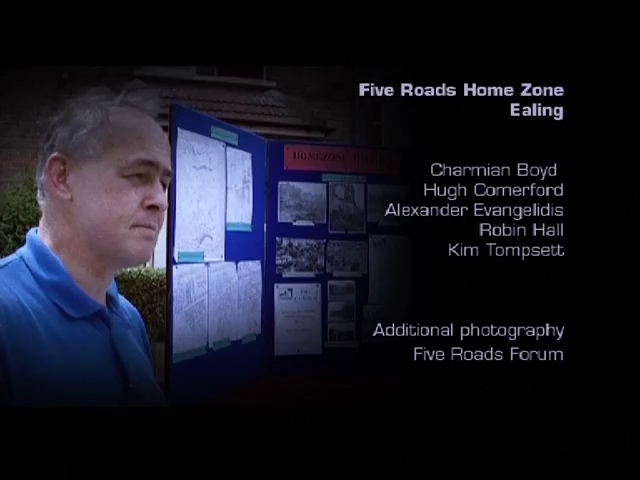 Five Roads Home Zone
Ealing
Charmian Boyd
Hugh Comerford
Alexander Evangelidis
Robin Hall
Kim Tompsett
Additional photography
Five Roads Forum
HOMEZONE